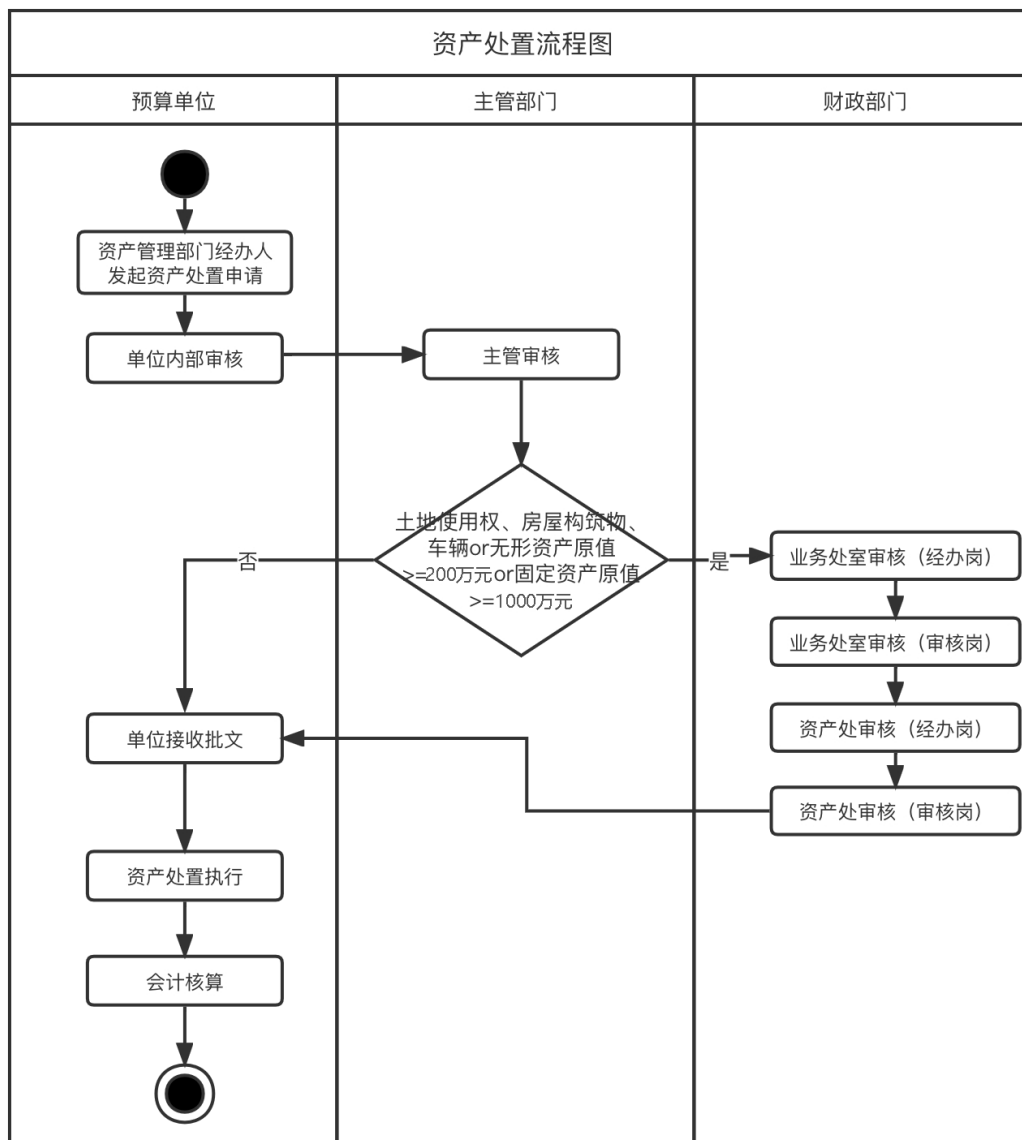 资产处置流程图
预算单位
主管部门
财政部门
资产管理部门经办人
发起资产处置申请
单位内部审核
主管审核
土地使用权、房屋构筑物、
车辆or无形资产原值
>=200万元or固定资产原值
>=1000万元
否
是
业务处室审核（经办岗）
业务处室审核（审核岗）
资产处审核（经办岗）
资产处审核（审核岗）
单位接收批文
资产处置执行
会计核算